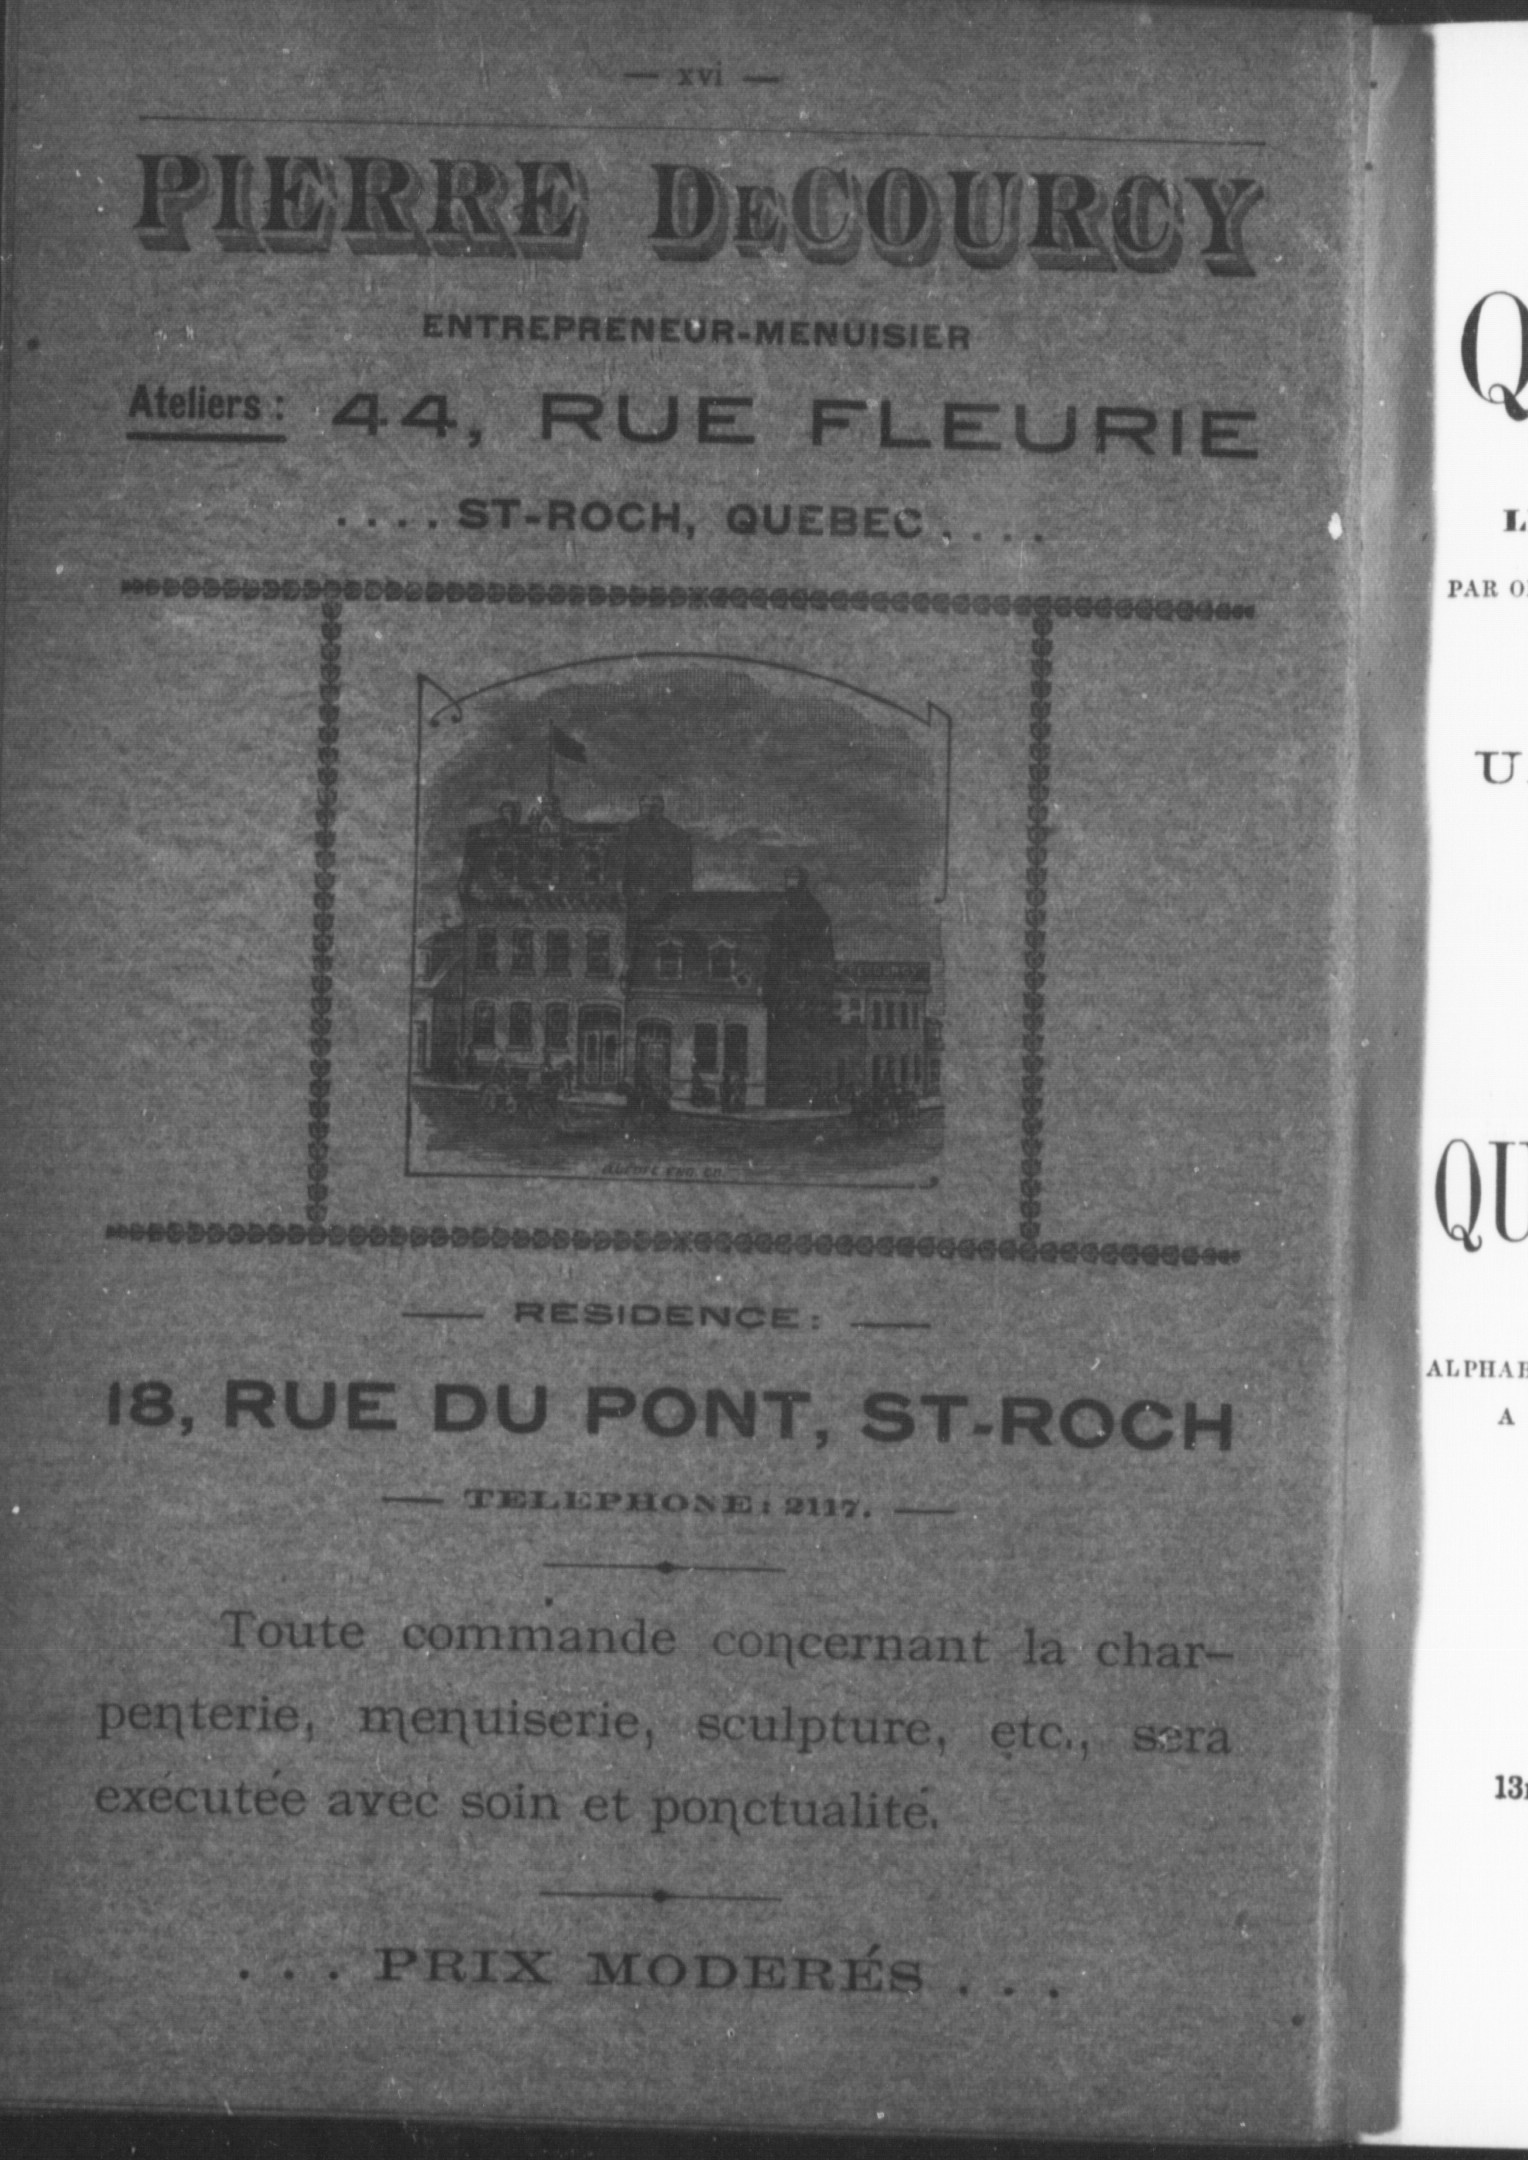 — xvi —
PIERRE DECOURCY
ENTREPRENEUR-MENUISIER
Ateliers : 44, RUE FLEURIE
. . . . ST-ROCH, QUEBEC . . . .
ENG. CO.
— RESIDENCE : —
18, RUE DU PONT, ST-ROCH
— TELEPHONE : 2117. —
Toute commande concernant la char-
penterie, menuiserie, sculpture, etc., sera
exécutée avec soin et ponctualité.
. . . PRIX MODERÉS . . .
Q
L
PAR O
U
QU
ALPHAB
A
13